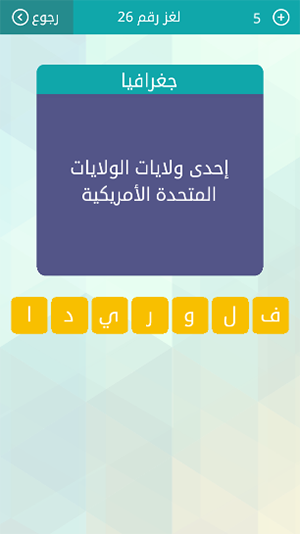 5 لغز رقم 26 رجوع
جغرافيا
إحدى ولايات الولايات
المتحدة الأمريكية
ف ل و ر ي د ا